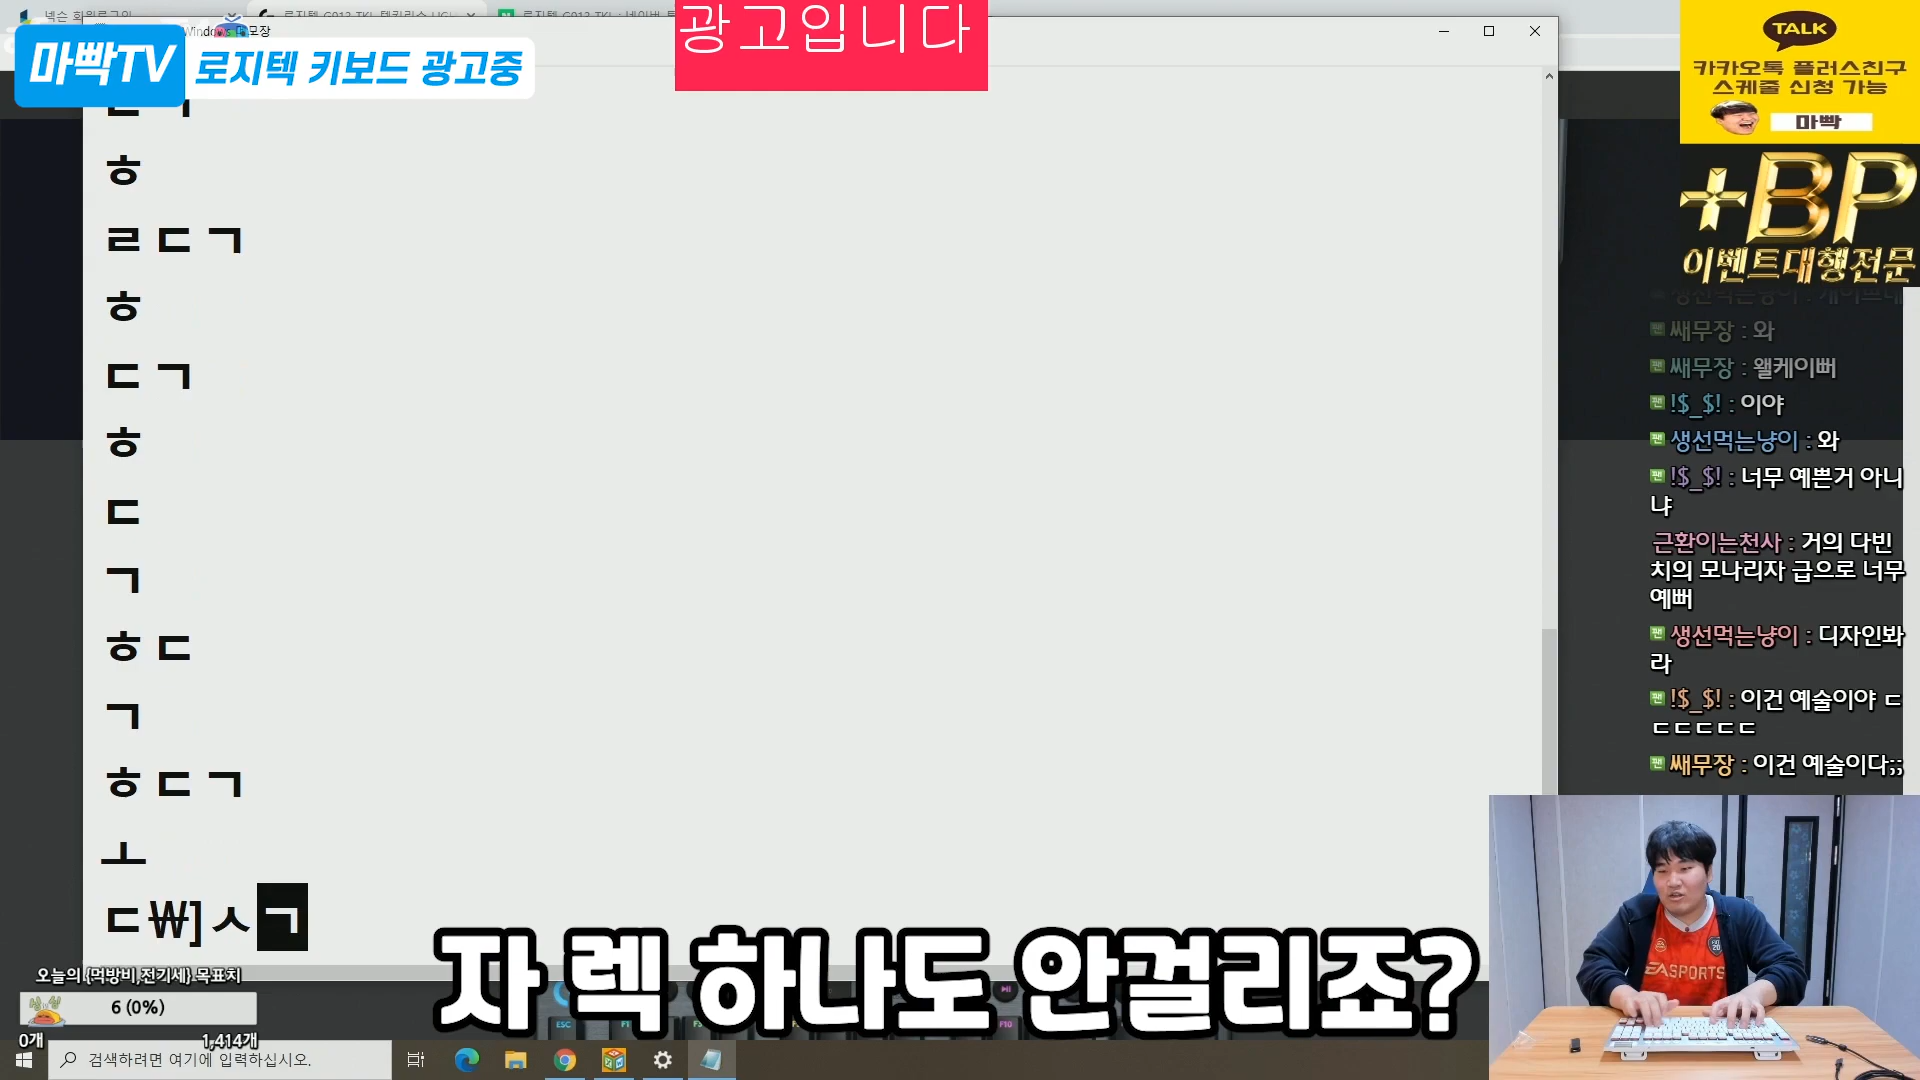 마빡TV
로지텍 키보드 광고중
광고입니다
TALK
카카오톡 플러스친구
스케줄 신청 가능
마빡
+BP
이벤트대행전문
ㅎ
ㄹㄷㄱ
ㅎ
ㄷㄱ
ㅎ
ㄷ
ㄱ
ㅎㄷ
ㄱ
ㅎㄷㄱ
ㅗ
ㄷ₩]ㅅㄱ
쌔무장 : 와
쌔무장 : 왤케이뻐
!$_$! : 이야
생선먹는냥이 : 와
!$_$! : 너무 예쁜거 아니
냐
근환이는천사 : 거의 다빈
치의 모나리자 급으로 너무
예뻐
생선먹는냥이 : 디자인봐
라
!$_$! : 이건 예술이야 ㄷ
ㄷㄷㄷㄷㄷ
쌔무장 : 이건 예술이다;;
EA SPORTS
자 렉 하나도 안걸리죠?
오늘의 {먹방비,전기세} 목표치
6 (0%)
0개
1,414개
ESC
F10
검색하려면 여기에 입력하십시오.